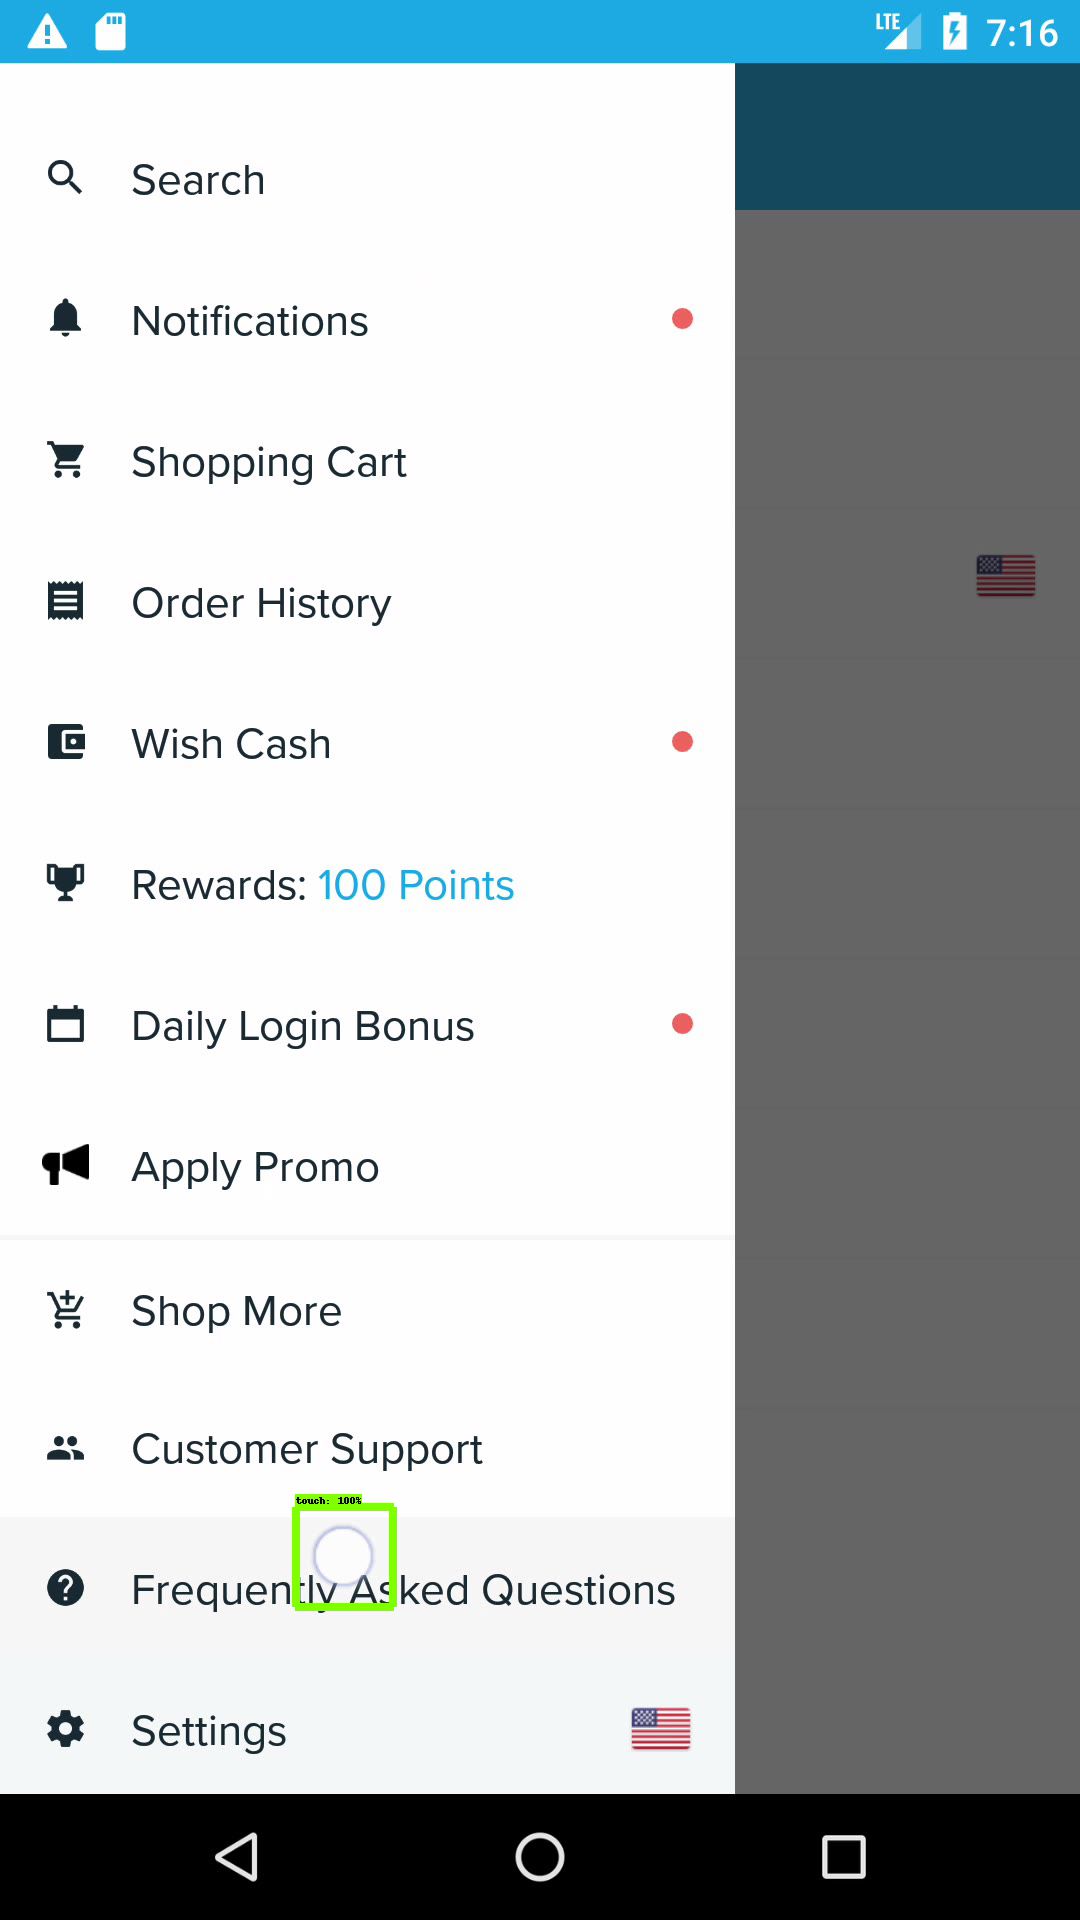 LTE 7:16
Search
Notifications
Shopping Cart
Order History
Wish Cash
Rewards: 100 Points
Daily Login Bonus
Apply Promo
Shop More
Customer Support
touch: 100%
Frequently Asked Questions
Settings